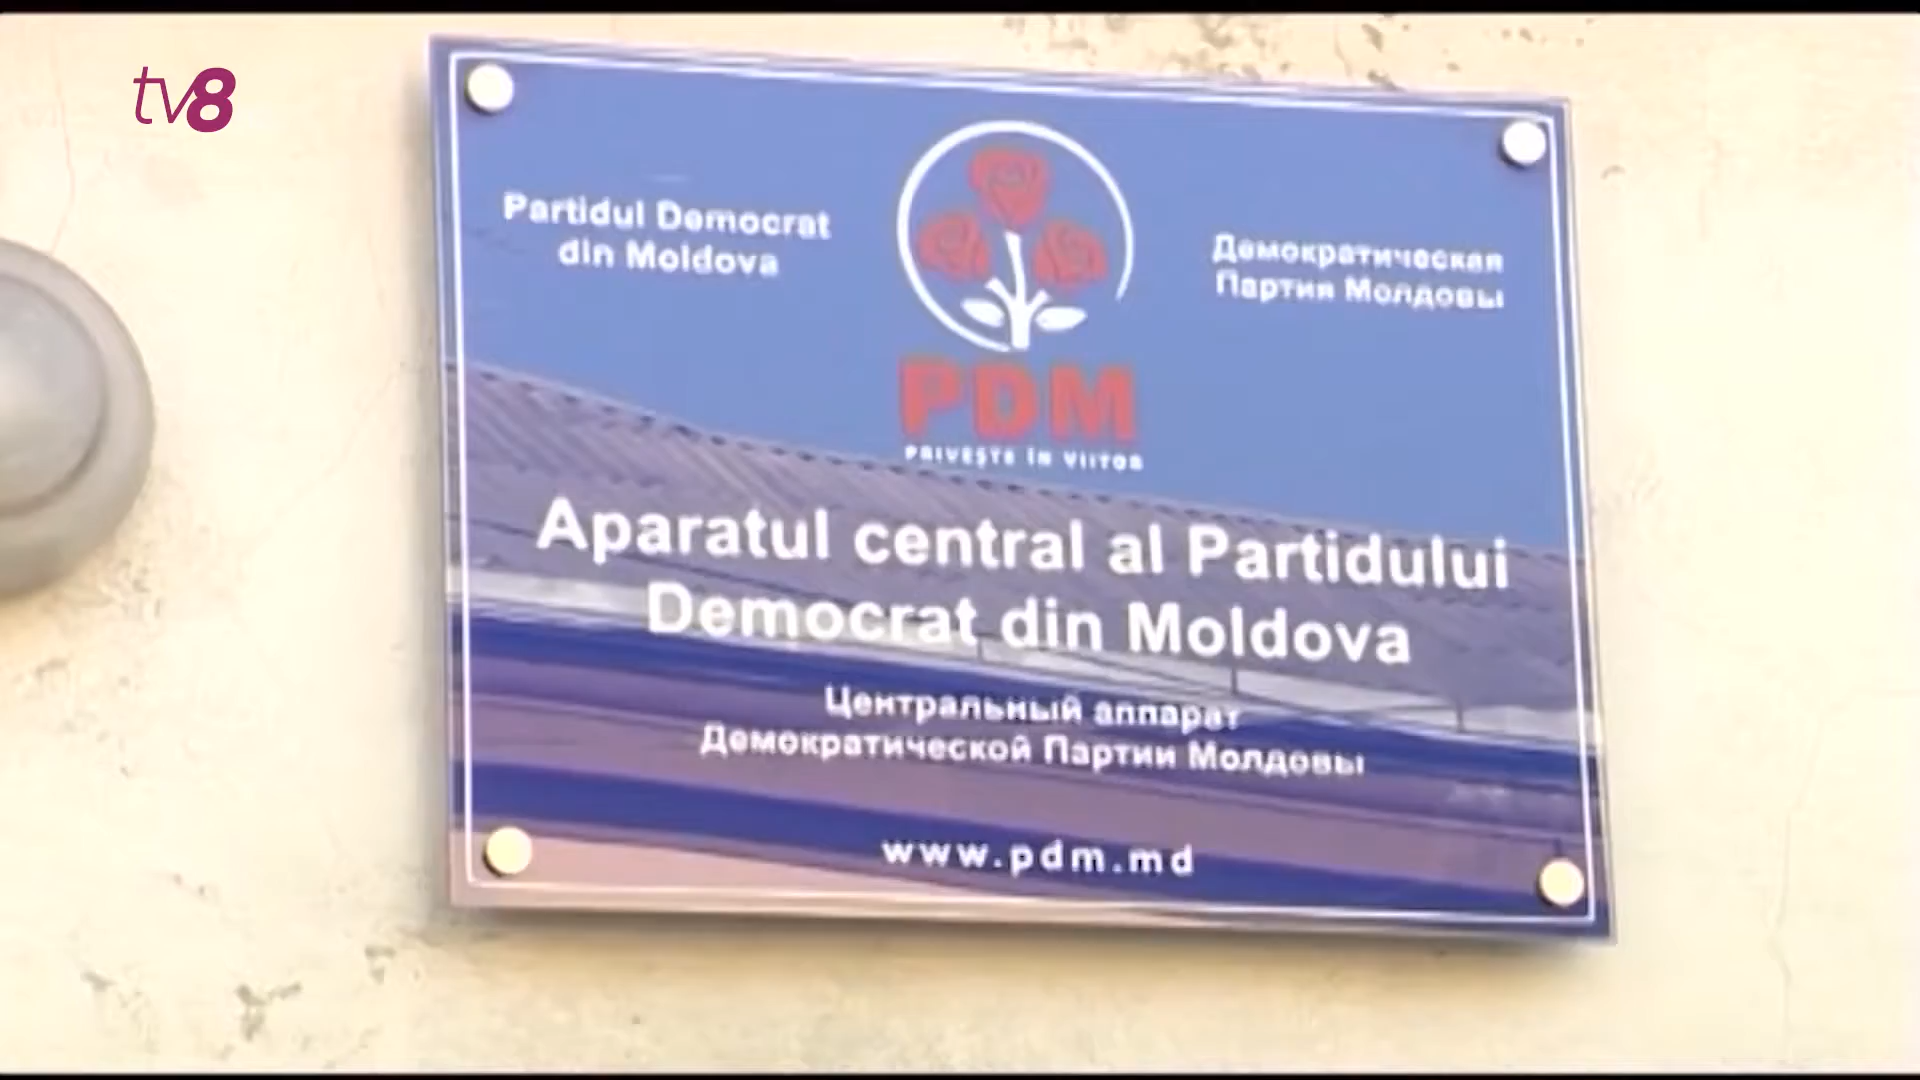 tv8
Partidul Democrat
din Moldova
Демократическая
Партия Молдовы
PDM
PRIVEŞTE ÎN VIITOR
Aparatul central al Partidului
Democrat din Moldova
Центральный аппарат
Демократической Партии Молдовы
www.pdm.md